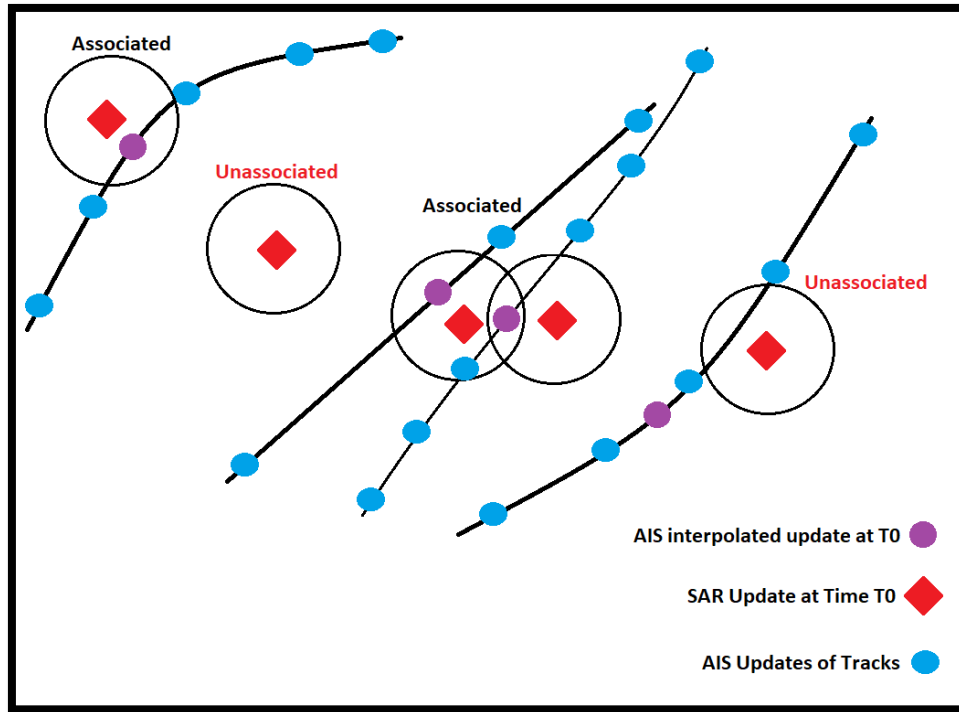 Associated
Unassociated
Associated
Unassociated
AIS interpolated update at T0
SAR Update at Time T0
AIS Updates of Tracks